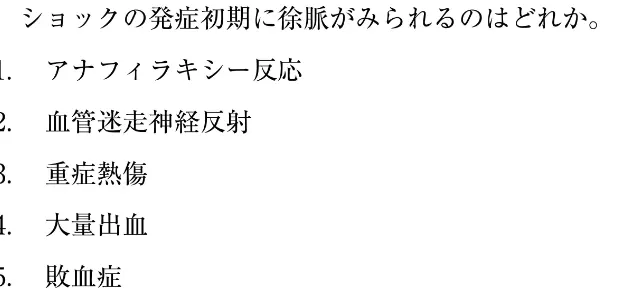 ショックの発症初期に徐脈がみられるのはどれか。
1. アナフィラキシー反応
2. 血管迷走神経反射
3. 重症熱傷
4. 大量出血
5. 敗血症